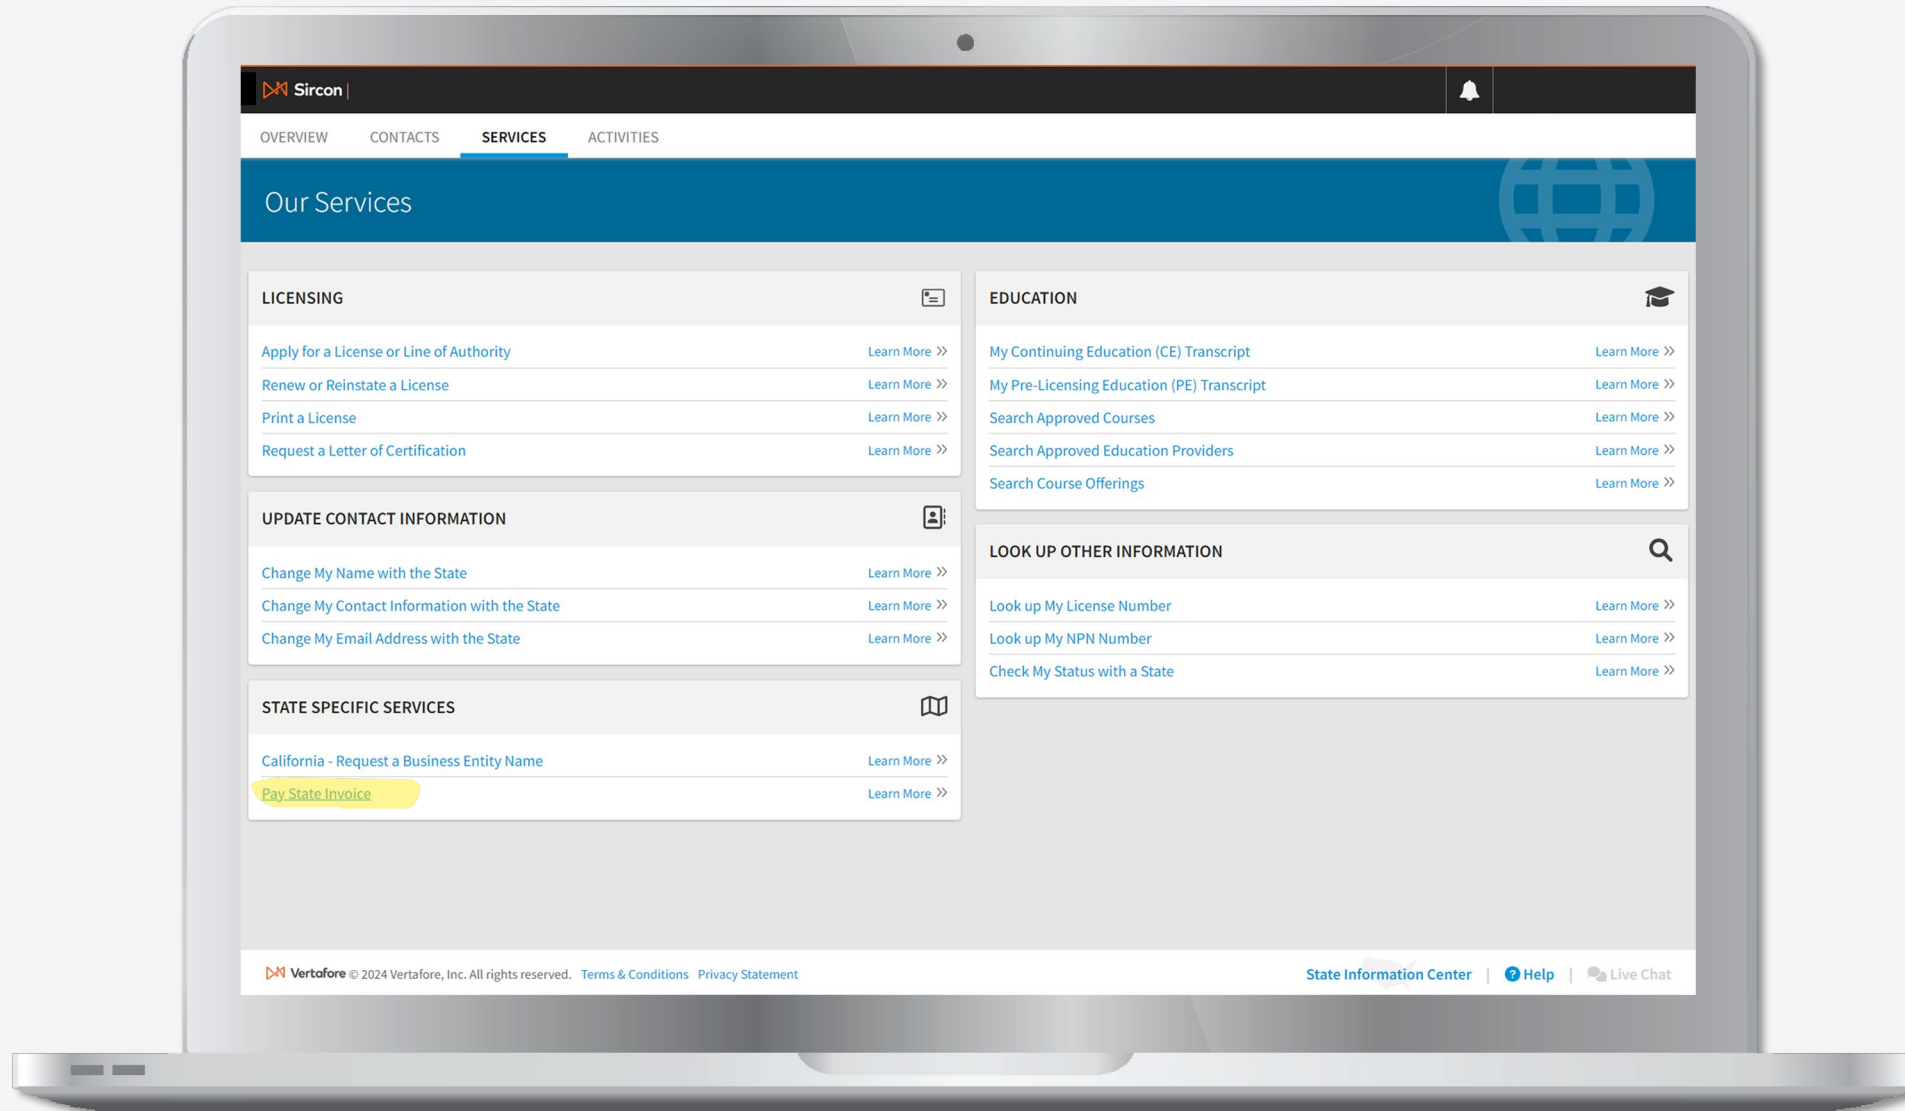 Sircon |
OVERVIEW CONTACTS SERVICES ACTIVITIES
Our Services
LICENSING
Apply for a License or Line of Authority Learn More
Renew or Reinstate a License Learn More
Print a License Learn More
Request a Letter of Certification Learn More
UPDATE CONTACT INFORMATION
Change My Name with the State Learn More
Change My Contact Information with the State Learn More
Change My Email Address with the State Learn More
STATE SPECIFIC SERVICES
California - Request a Business Entity Name Learn More
Pay State Invoice Learn More
EDUCATION
My Continuing Education (CE) Transcript Learn More
My Pre-Licensing Education (PE) Transcript Learn More
Search Approved Courses Learn More
Search Approved Education Providers Learn More
Search Course Offerings Learn More
LOOK UP OTHER INFORMATION
Look up My License Number Learn More
Look up My NPN Number Learn More
Check My Status with a State Learn More
Vertafore © 2024 Vertafore, Inc. All rights reserved. Terms & Conditions Privacy Statement State Information Center | ? Help | Live Chat